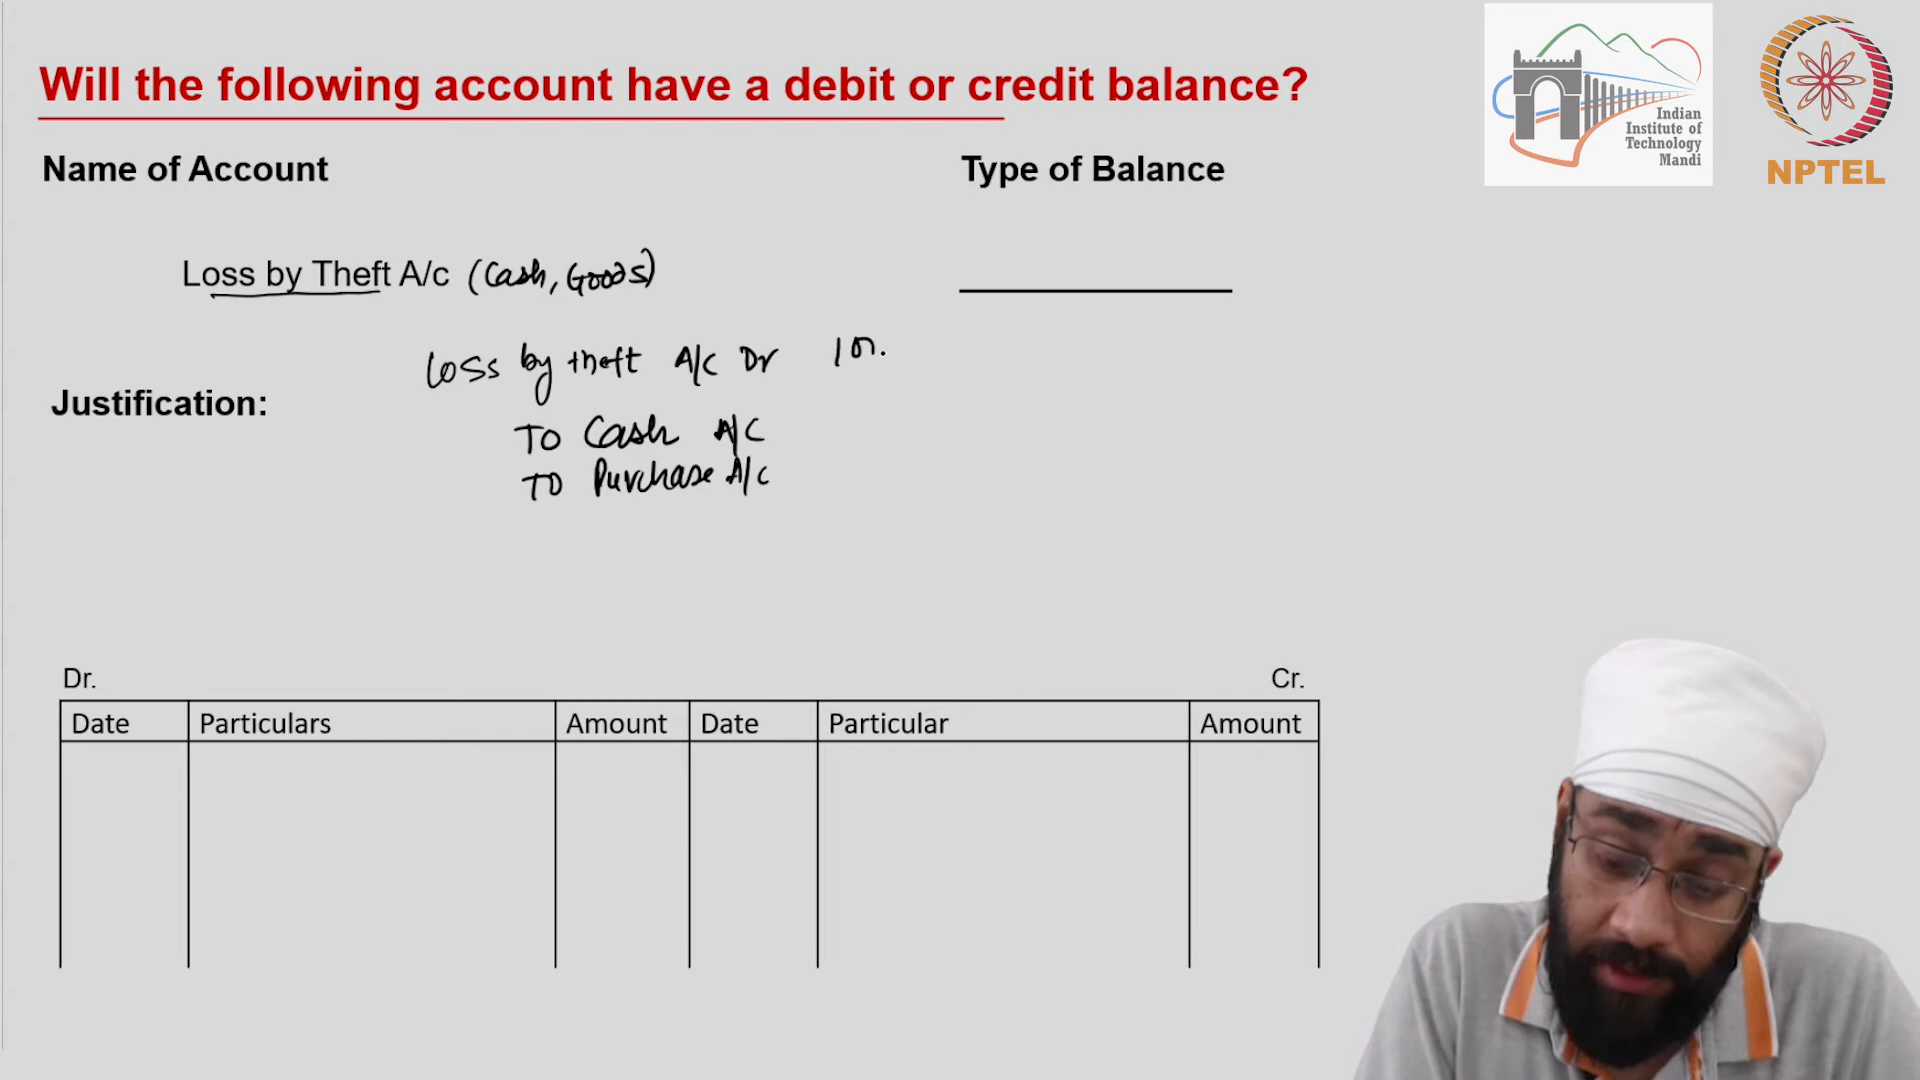 Will the following account have a debit or credit balance?
Name of Account
Type of Balance
Loss by Theft A/c (Cash, Goods)
Loss by theft A/c Dr
To Cash A/C
To Purchase A/c
Justification:
Dr.
Cr.
Date Particulars Amount Date Particular Amount
Indian
Institute of
Technology
Mandi
NPTEL